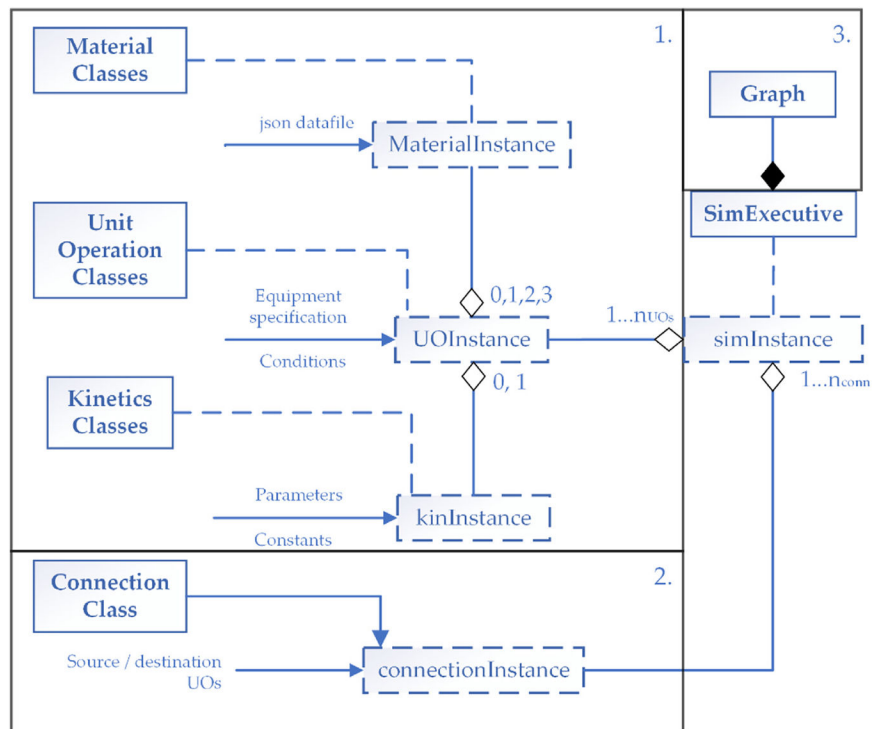 1.
3.
Material
Classes
Graph
json datafile
MaterialInstance
Unit
Operation
Classes
SimExecutive
0,1,2,3
Equipment
specification
Conditions
UOInstance
1...nUOs
simInstance
0, 1
1...nconn
Kinetics
Classes
Parameters
Constants
kinInstance
2.
Connection
Class
Source / destination
UOs
connectionInstance